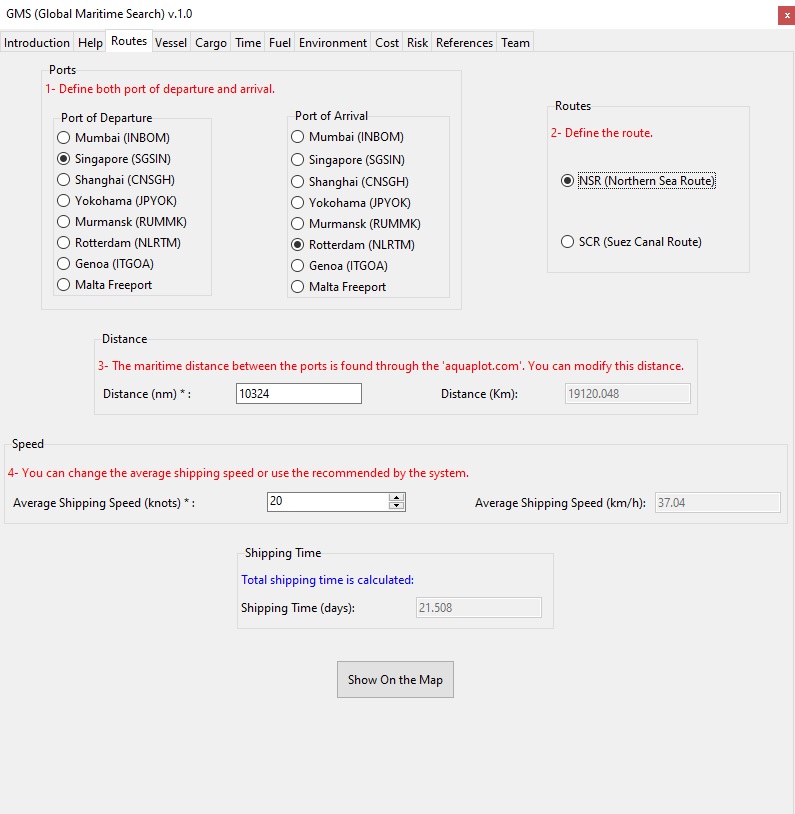 GMS (Global Maritime Search) v.1.0
x
Introduction Help Routes Vessel Cargo Time Fuel Environment Cost Risk References Team
Ports
1- Define both port of departure and arrival.
Port of Departure
Mumbai (INBOM)
Singapore (SGSIN)
Shanghai (CNSGH)
Yokohama (JPYOK)
Murmansk (RUMMK)
Rotterdam (NLRTM)
Genoa (ITGOA)
Malta Freeport
Port of Arrival
Mumbai (INBOM)
Singapore (SGSIN)
Shanghai (CNSGH)
Yokohama (JPYOK)
Murmansk (RUMMK)
Rotterdam (NLRTM)
Genoa (ITGOA)
Malta Freeport
Routes
2- Define the route.
NSR (Northern Sea Route)
SCR (Suez Canal Route)
Distance
3- The maritime distance between the ports is found through the 'aquaplot.com'. You can modify this distance.
Distance (nm) * : 10324 Distance (Km): 19120.048
Speed
4- You can change the average shipping speed or use the recommended by the system.
Average Shipping Speed (knots) * : 20 Average Shipping Speed (km/h): 37.04
Shipping Time
Total shipping time is calculated:
Shipping Time (days): 21.508
Show On the Map